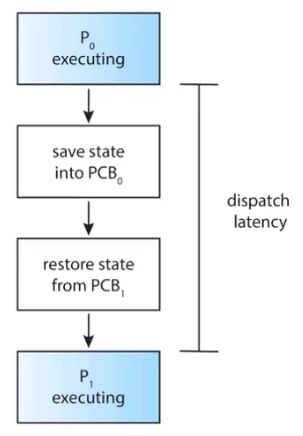 P₀
executing
save state
into PCB₀
restore state
from PCB₁
P₁
executing
dispatch
latency